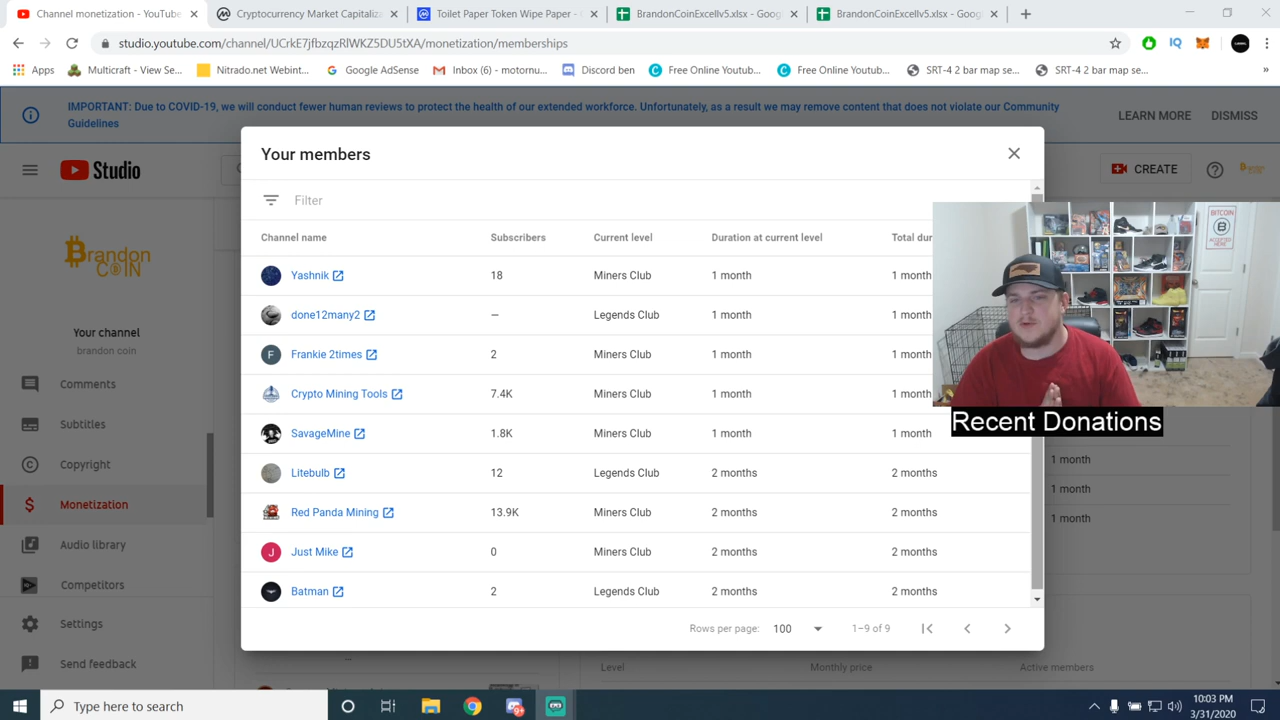 Channel monetization - YouTube
Cryptocurrency Market Capitaliza
Toilet Paper Token Wipe Paper -
BrandonCoinExcellv5.xlsx - Goog
BrandonCoinExcellv5.xlsx - Goog
studio.youtube.com/channel/UCrkE7jfbzqzRlWKZ5DU5tXA/monetization/memberships
Apps
Multicraft - View Se...
Nitrado.net Webint...
Google AdSense
Inbox (6) - motornu...
Discord ben
Free Online Youtub...
Free Online Youtub...
SRT-4 2 bar map se...
SRT-4 2 bar map se...
IMPORTANT: Due to COVID-19, we will conduct fewer human reviews to protect the health of our extended workforce. Unfortunately, as a result we may remove content that does not violate our Community
Guidelines
LEARN MORE
DISMISS
Studio
CREATE
Your members
Filter
Channel name Subscribers Current level Duration at current level Total dur
Yashnik 18 Miners Club 1 month 1 month
done12many2 — Legends Club 1 month 1 month
Frankie 2times 2 Miners Club 1 month 1 month
Crypto Mining Tools 7.4K Miners Club 1 month 1 month
SavageMine 1.8K Miners Club 1 month 1 month
Litebulb 12 Legends Club 2 months 2 months
Red Panda Mining 13.9K Miners Club 2 months 2 months
Just Mike 0 Miners Club 2 months 2 months
Batman 2 Legends Club 2 months 2 months
Rows per page: 100 1–9 of 9
Brandon
COIN
Your channel
brandon coin
Comments
Subtitles
Copyright
Monetization
Audio library
Competitors
Settings
Send feedback
BITCOIN
B
ACCEPTED
HERE
Recent Donations
1 month
1 month
1 month
Level Monthly price Active members
Type here to search
10:03 PM
3/31/2020